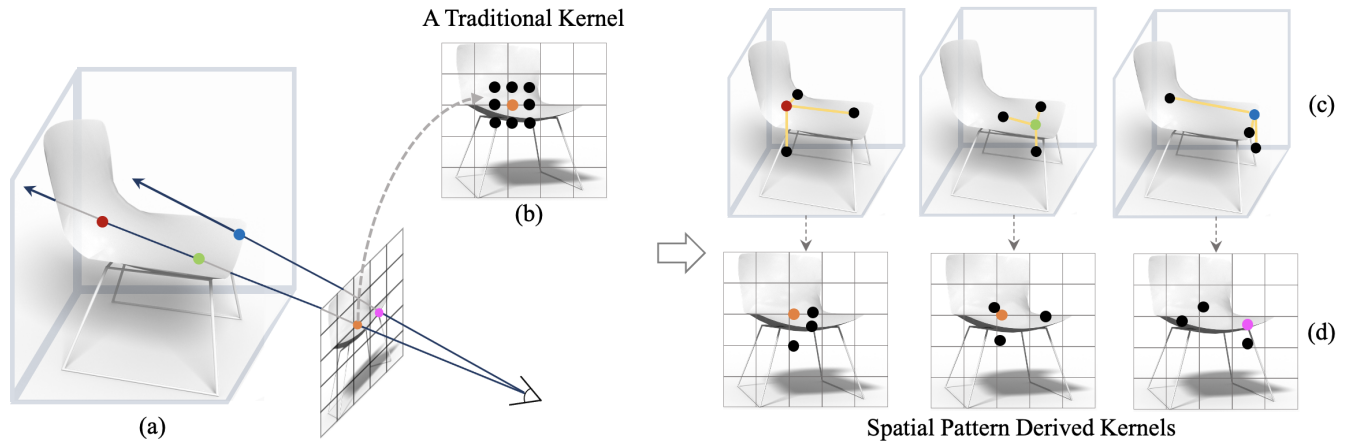 A Traditional Kernel
(b)
(c)
(d)
(a)
Spatial Pattern Derived Kernels